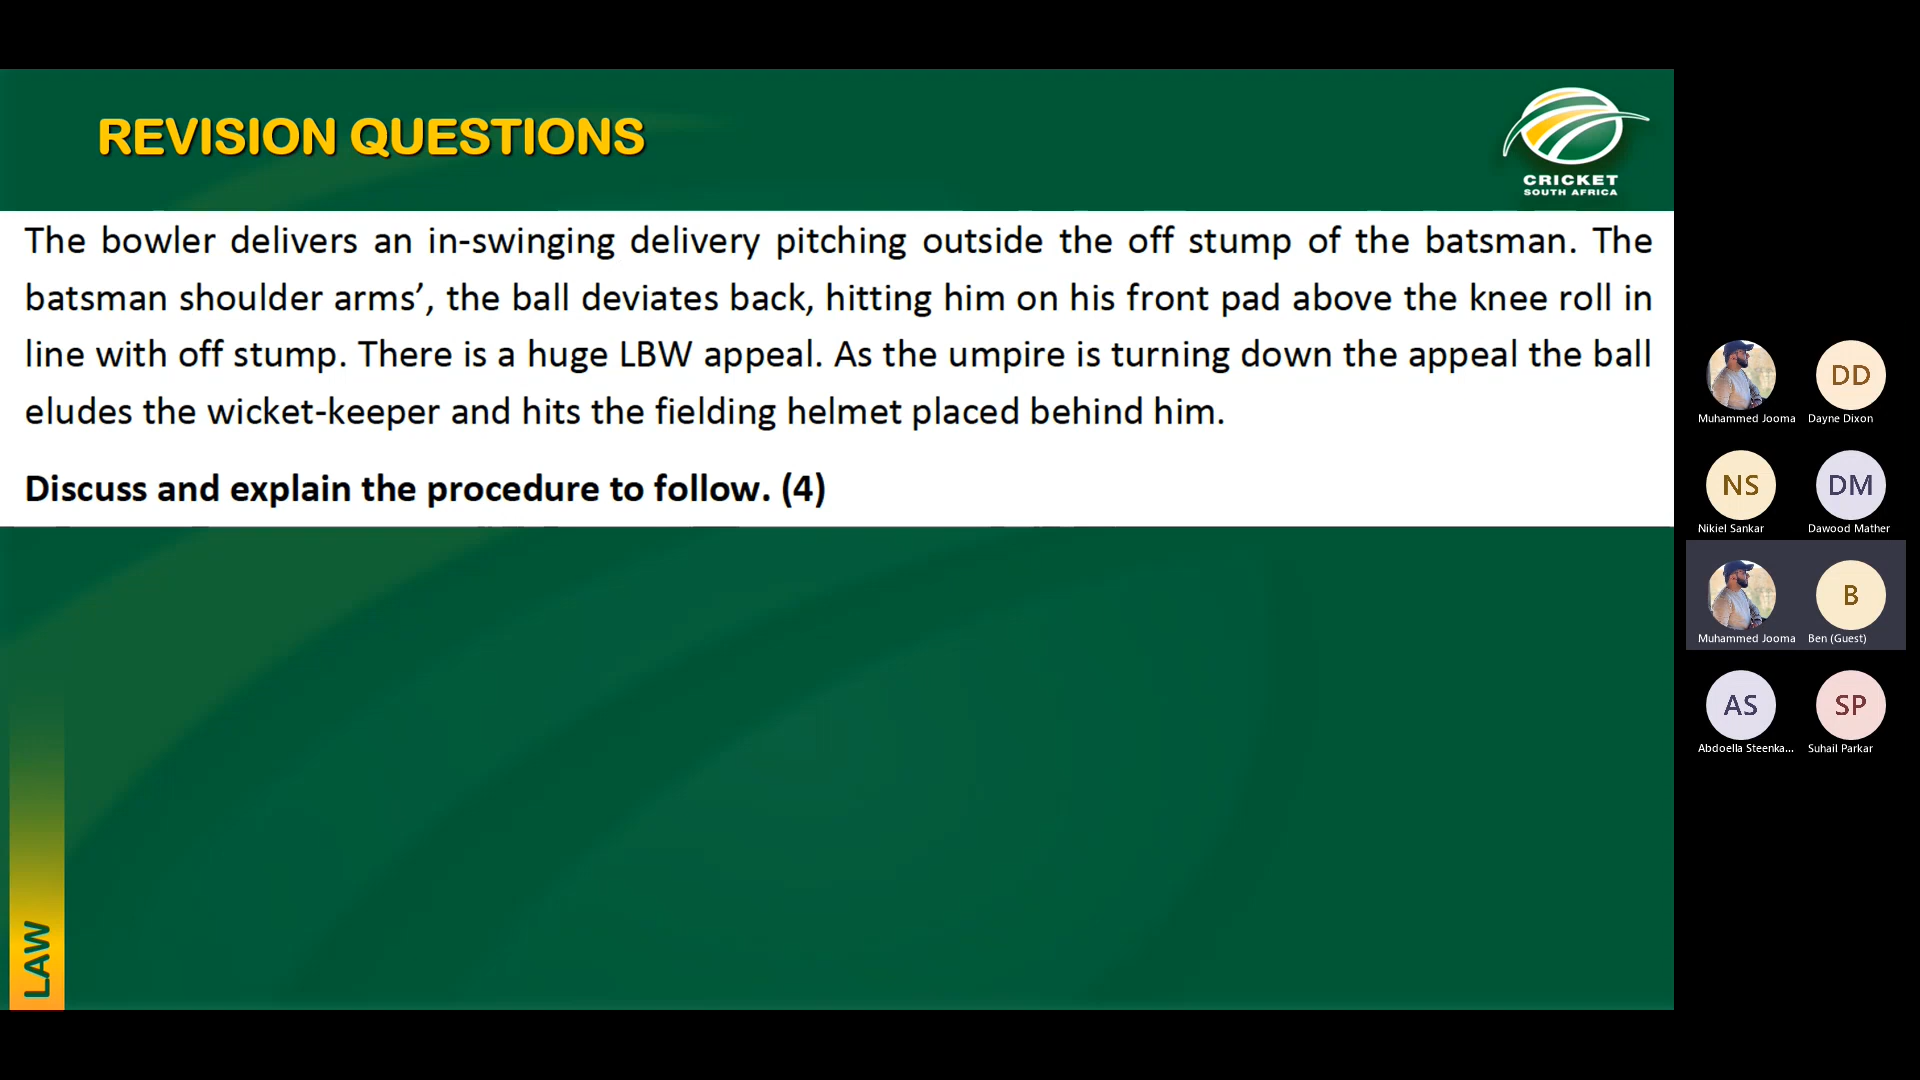 REVISION QUESTIONS
CRICKET
SOUTH AFRICA
The bowler delivers an in-swinging delivery pitching outside the off stump of the batsman. The
batsman shoulder arms’, the ball deviates back, hitting him on his front pad above the knee roll in
line with off stump. There is a huge LBW appeal. As the umpire is turning down the appeal the ball
eludes the wicket-keeper and hits the fielding helmet placed behind him.
Discuss and explain the procedure to follow. (4)
LAW
DD
Muhammed Jooma
Dayne Dixon
NS
DM
Nikiel Sankar
Dawood Mather
B
Muhammed Jooma
Ben (Guest)
AS
SP
Abdoella Steenka...
Suhail Parkar